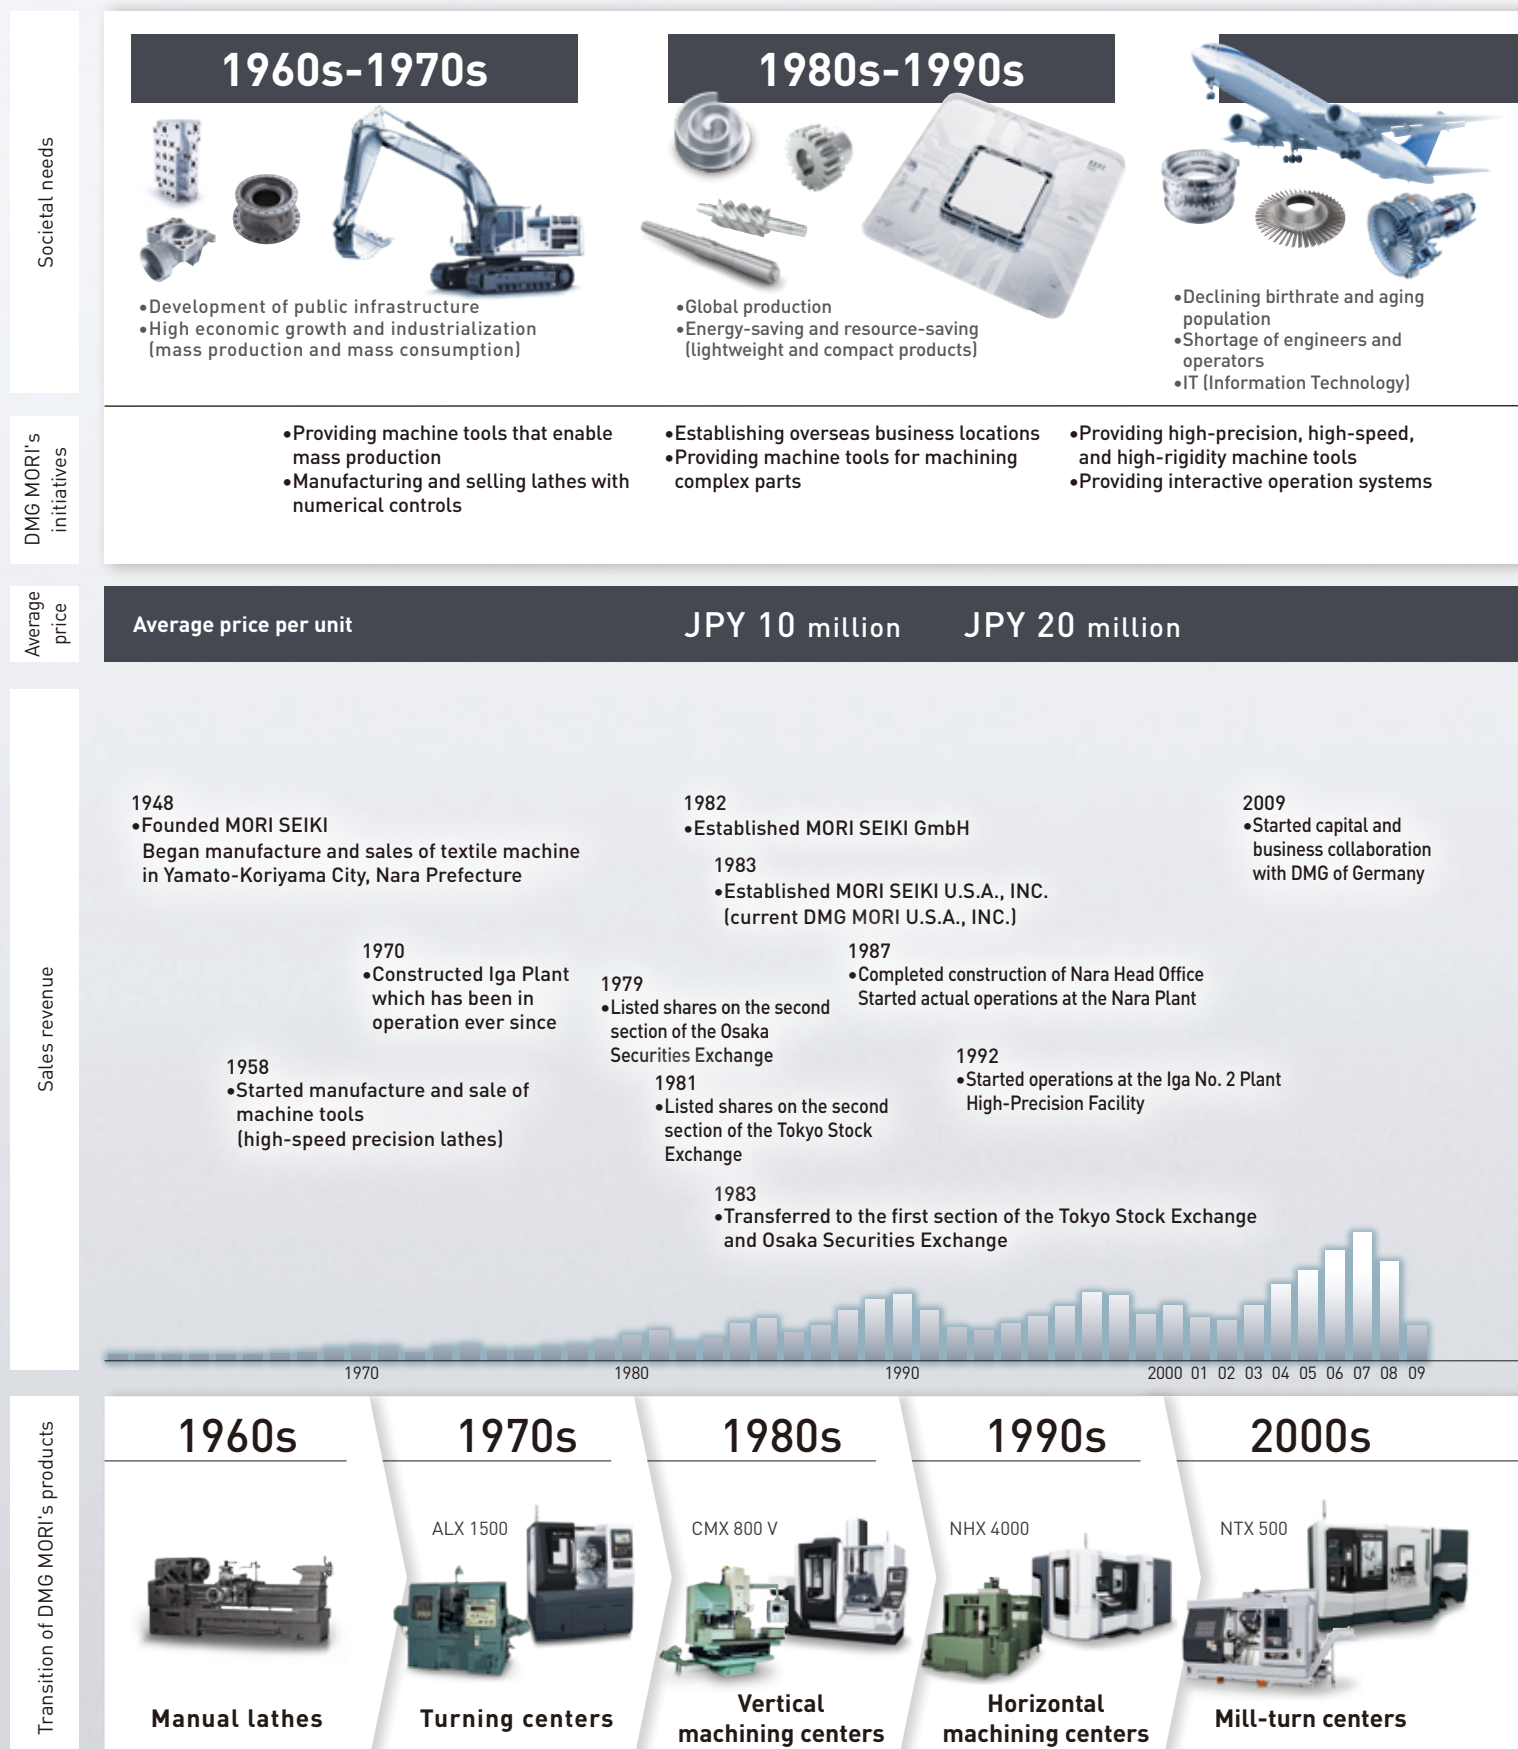 Societal needs
1960s-1970s
•Development of public infrastructure
•High economic growth and industrialization
(mass production and mass consumption)
1980s-1990s
•Global production
•Energy-saving and resource-saving
(lightweight and compact products)
•Declining birthrate and aging
population
•Shortage of engineers and
operators
•IT (Information Technology)
DMG MORI's
initiatives
•Providing machine tools that enable
mass production
•Manufacturing and selling lathes with
numerical controls
•Establishing overseas business locations
•Providing machine tools for machining
complex parts
•Providing high-precision, high-speed,
and high-rigidity machine tools
•Providing interactive operation systems
Average
price
Average price per unit
JPY 10 million
JPY 20 million
Sales revenue
1948
•Founded MORI SEIKI
Began manufacture and sales of textile machine
in Yamato-Koriyama City, Nara Prefecture
1982
•Established MORI SEIKI GmbH
1983
•Established MORI SEIKI U.S.A., INC.
(current DMG MORI U.S.A., INC.)
2009
•Started capital and
business collaboration
with DMG of Germany
1970
•Constructed Iga Plant
which has been in
operation ever since
1979
•Listed shares on the second
section of the Osaka
Securities Exchange
1987
•Completed construction of Nara Head Office
Started actual operations at the Nara Plant
1958
•Started manufacture and sale of
machine tools
(high-speed precision lathes)
1981
•Listed shares on the second
section of the Tokyo Stock
Exchange
1992
•Started operations at the Iga No. 2 Plant
High-Precision Facility
1983
•Transferred to the first section of the Tokyo Stock Exchange
and Osaka Securities Exchange
1970 1980 1990 2000 01 02 03 04 05 06 07 08 09
Transition of DMG MORI's products
1960s
Manual lathes
1970s
ALX 1500
Turning centers
1980s
CMX 800 V
Vertical
machining centers
1990s
NHX 4000
Horizontal
machining centers
2000s
NTX 500
Mill-turn centers